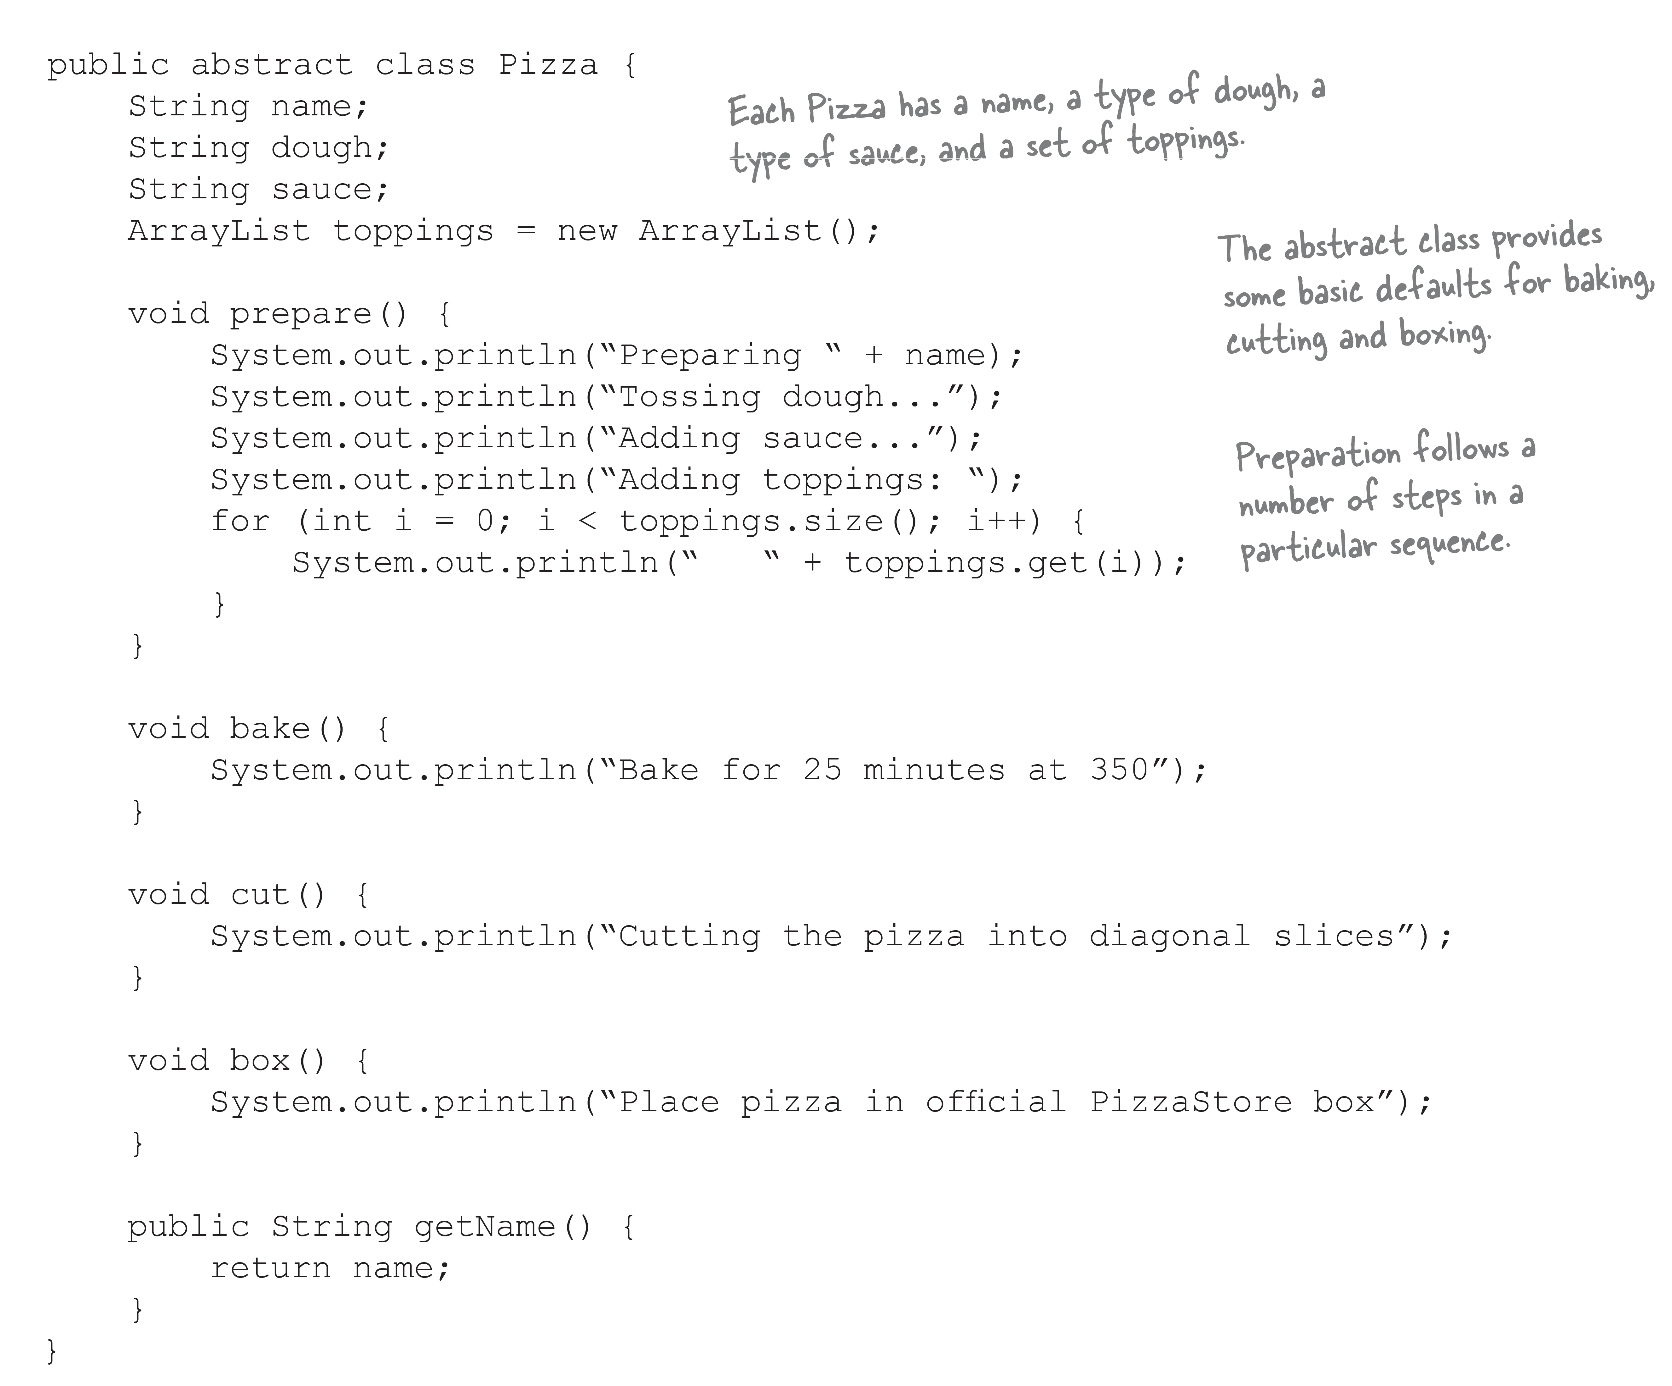 public abstract class Pizza {
String name;
String dough;
String sauce;
ArrayList toppings = new ArrayList();
Each Pizza has a name, a type of dough, a
type of sauce, and a set of toppings.
The abstract class provides
some basic defaults for baking,
cutting and boxing.
void prepare() {
System.out.println(“Preparing “ + name);
System.out.println(“Tossing dough...”);
System.out.println(“Adding sauce...”);
System.out.println(“Adding toppings: “);
for (int i = 0; i < toppings.size(); i++) {
System.out.println(“   “ + toppings.get(i));
}
}
Preparation follows a
number of steps in a
particular sequence.
void bake() {
System.out.println(“Bake for 25 minutes at 350”);
}
void cut() {
System.out.println(“Cutting the pizza into diagonal slices”);
}
void box() {
System.out.println(“Place pizza in official PizzaStore box”);
}
public String getName() {
return name;
}
}